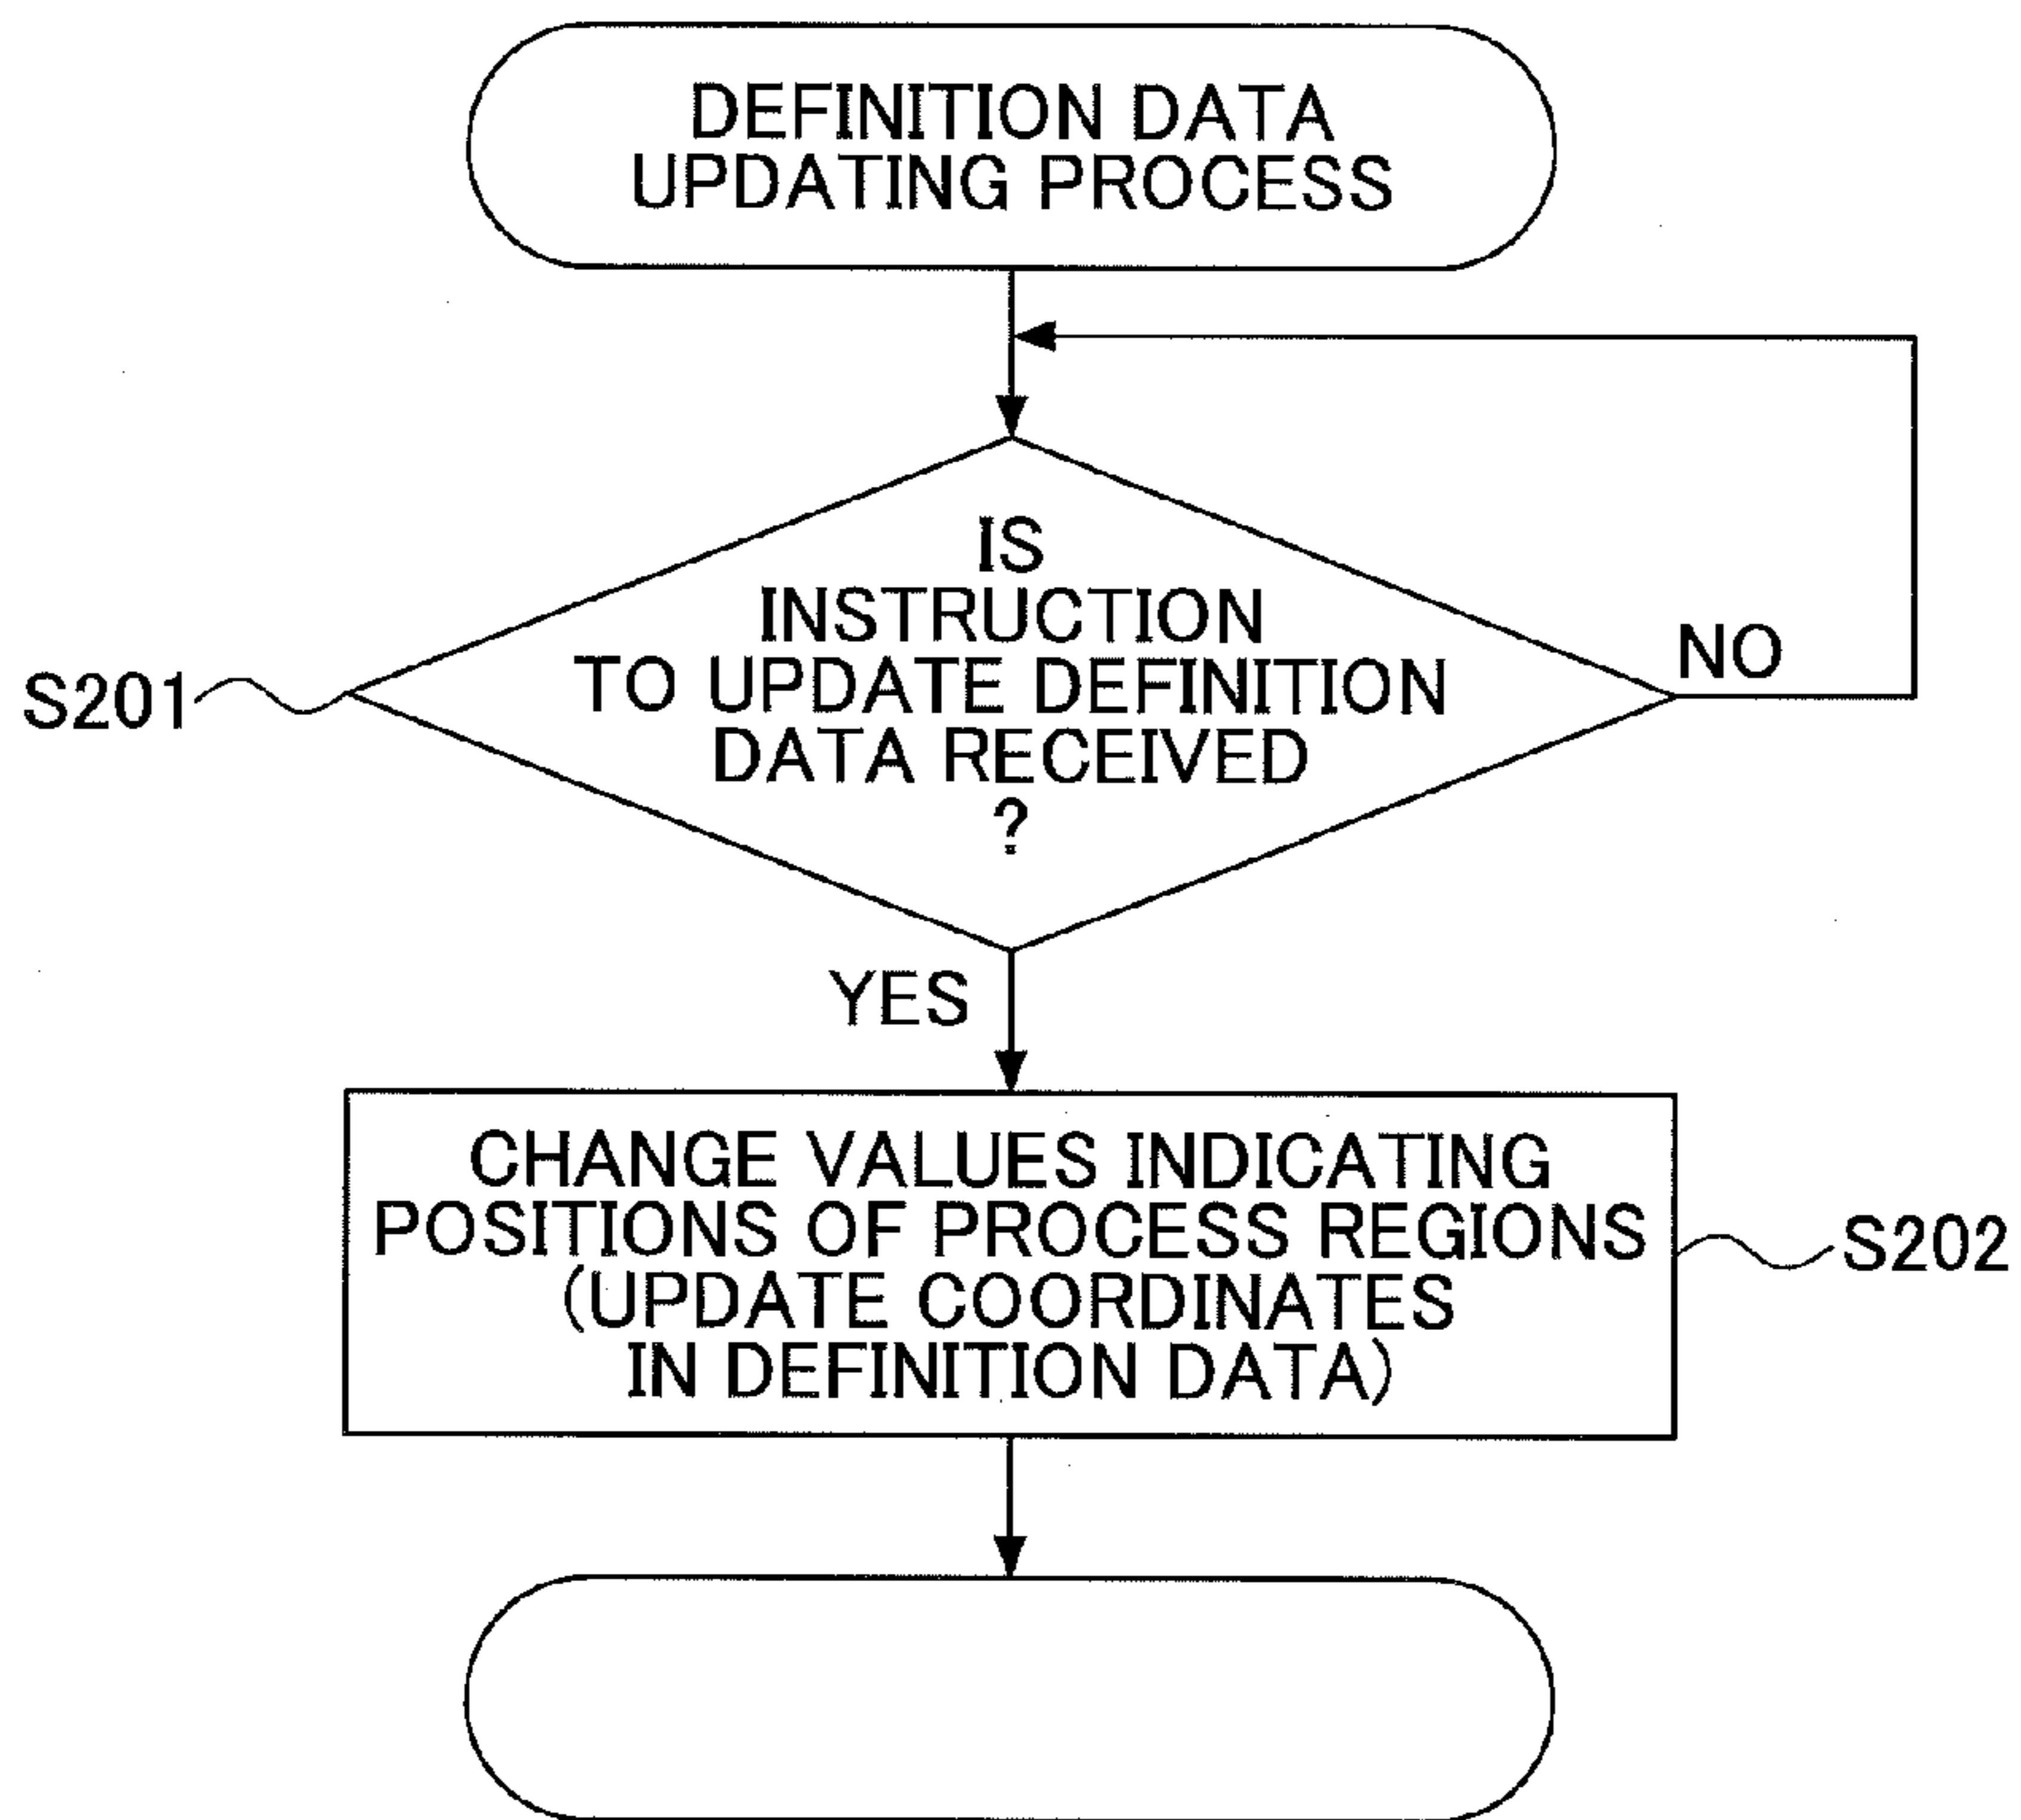 DEFINITION DATA
UPDATING PROCESS
IS
INSTRUCTION
TO UPDATE DEFINITION
DATA RECEIVED
?
NO
S201
YES
CHANGE VALUES INDICATING
POSITIONS OF PROCESS REGIONS
(UPDATE COORDINATES
IN DEFINITION DATA)
S202